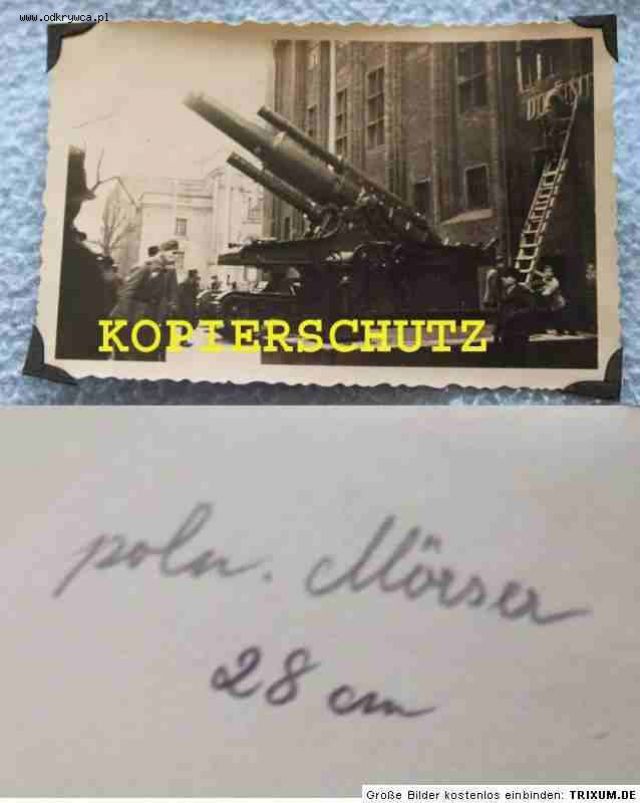 www.odkrywca.pl
KOPIERSCHUTZ
poln. Mörser
28 cm
Große Bilder kostenlos einbinden: TRIXUM.DE